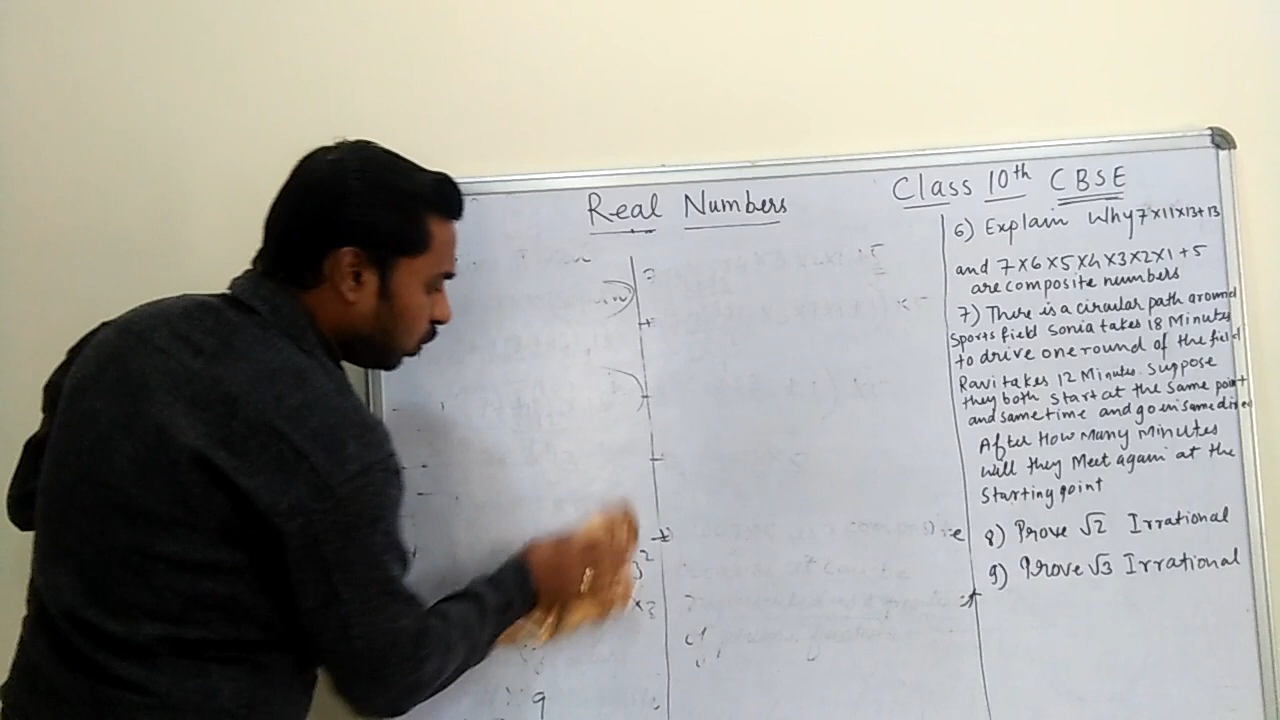 Real Numbers
Class 10th CBSE
6) Explain Why 7×11×13+13
and 7×6×5×4×3×2×1+5
are composite numbers
7) There is a circular path around
Sports field Sonia takes 18 Minutes
to drive one round of the field
Ravi takes 12 Minutes. Suppose
they both start at the same point
and same time and go in same direc
After How Many Minutes
will they Meet again at the
Starting point
8) Prove √2 Irrational
9) Prove √3 Irrational
3²
×3
9